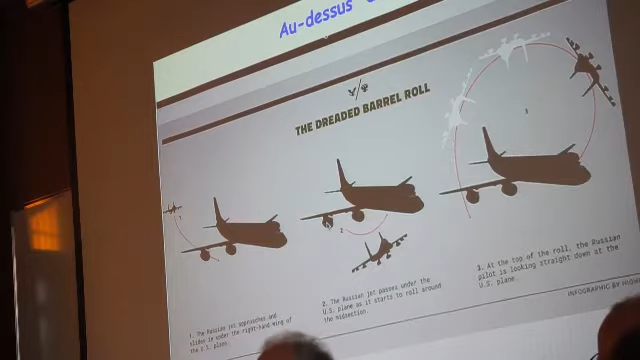 Au-dessus
THE DREADED BARREL ROLL
1
2
3
1. The Russian jet approaches and
slides in under the right-hand wing of
the U.S. plane.
2. The Russian jet passes under the
U.S. plane as it starts to roll around
the midsection.
3. At the top of the roll, the Russian
pilot is looking straight down at the
U.S. plane.
INFOGRAPHIC BY